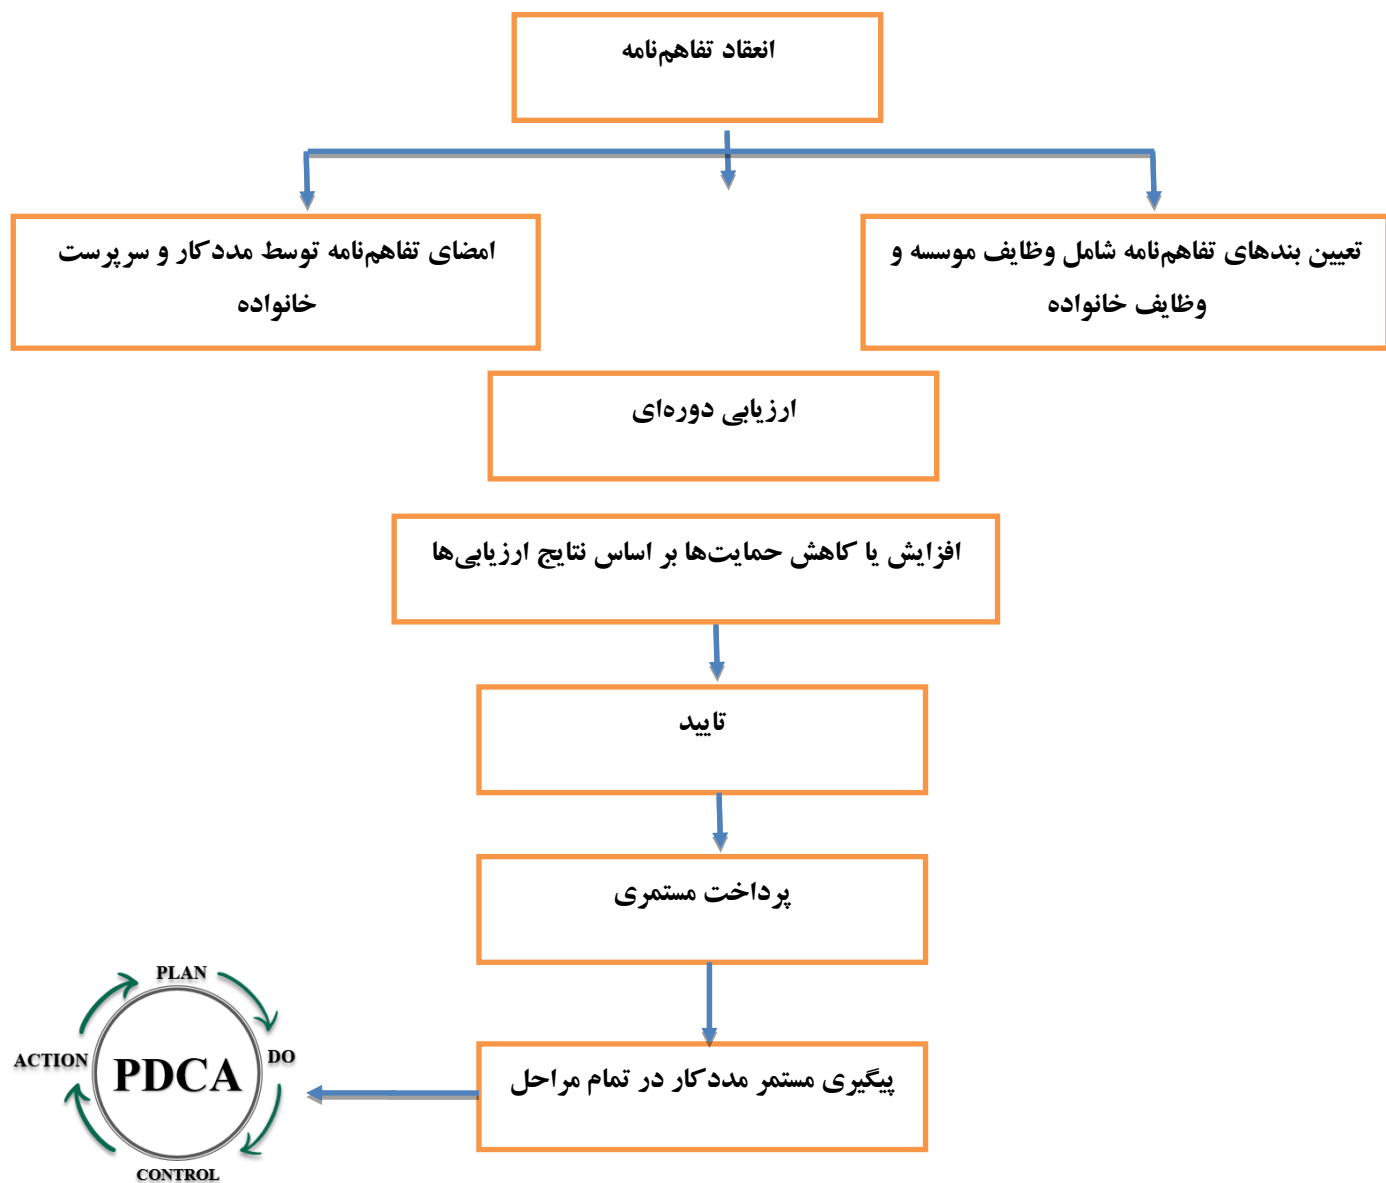 انعقاد تفاهم‌نامه
تعیین بندهای تفاهم‌نامه شامل وظایف موسسه و
وظایف خانواده
امضای تفاهم‌نامه توسط مددکار و سرپرست
خانواده
ارزیابی دوره‌ای
افزایش یا کاهش حمایت‌ها بر اساس نتایج ارزیابی‌ها
تایید
پرداخت مستمری
پیگیری مستمر مددکار در تمام مراحل
PLAN
DO
CONTROL
ACTION
PDCA